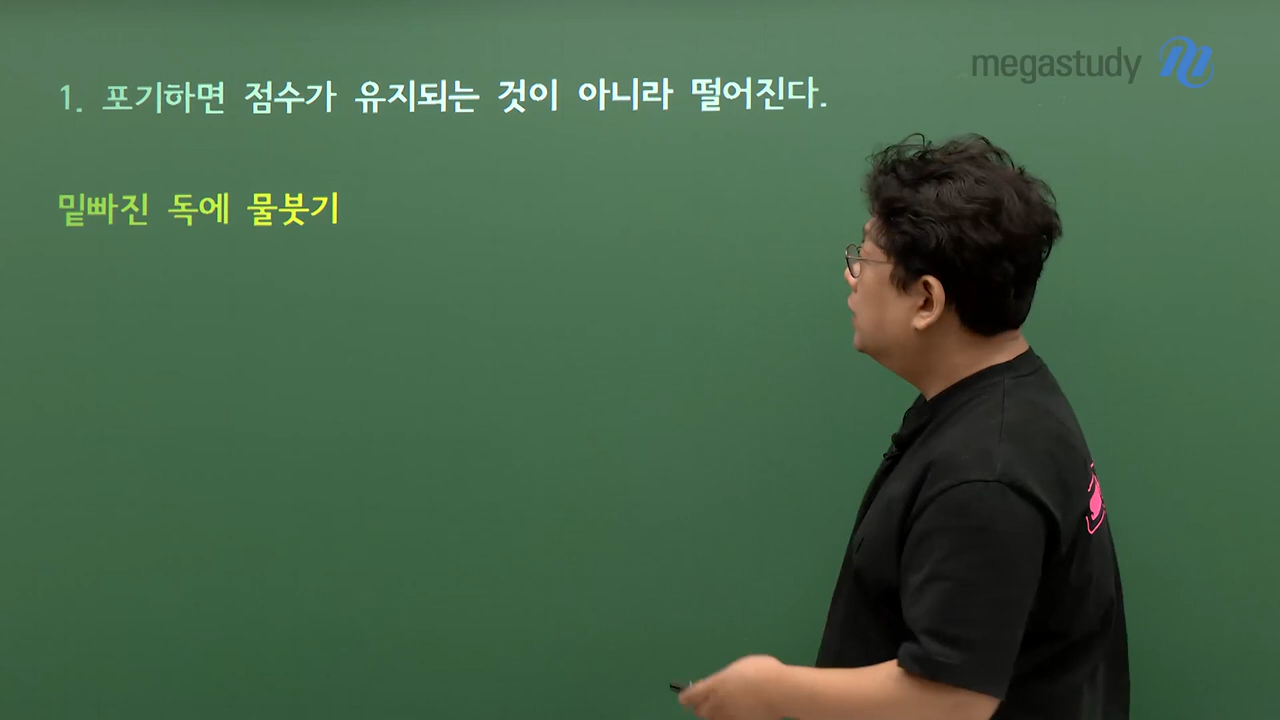 megastudy
1. 포기하면 점수가 유지되는 것이 아니라 떨어진다.
밑빠진 독에 물붓기